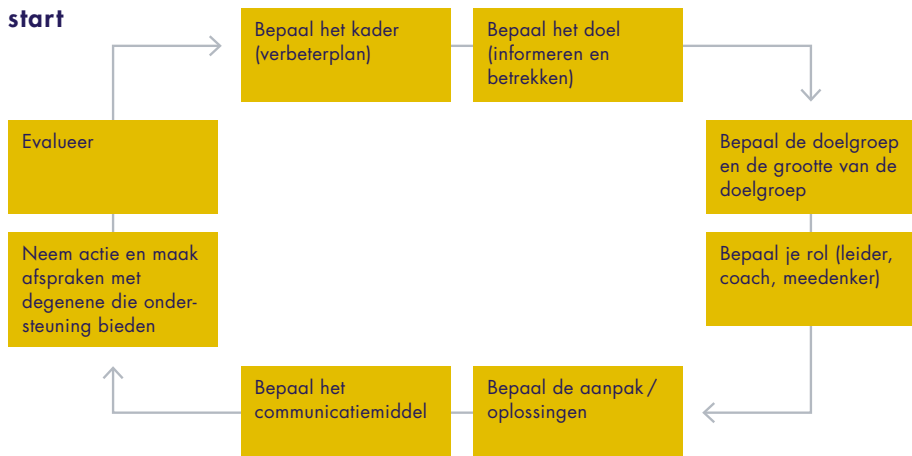 start
Bepaal het kader
(verbeterplan)
Bepaal het doel
(informeren en
betrekken)
Bepaal de doelgroep
en de grootte van de
doelgroep
Bepaal je rol (leider,
coach, meedenker)
Bepaal de aanpak /
oplossingen
Bepaal het
communicatiemiddel
Neem actie en maak
afspraken met
degenene die onder-
steuning bieden
Evalueer